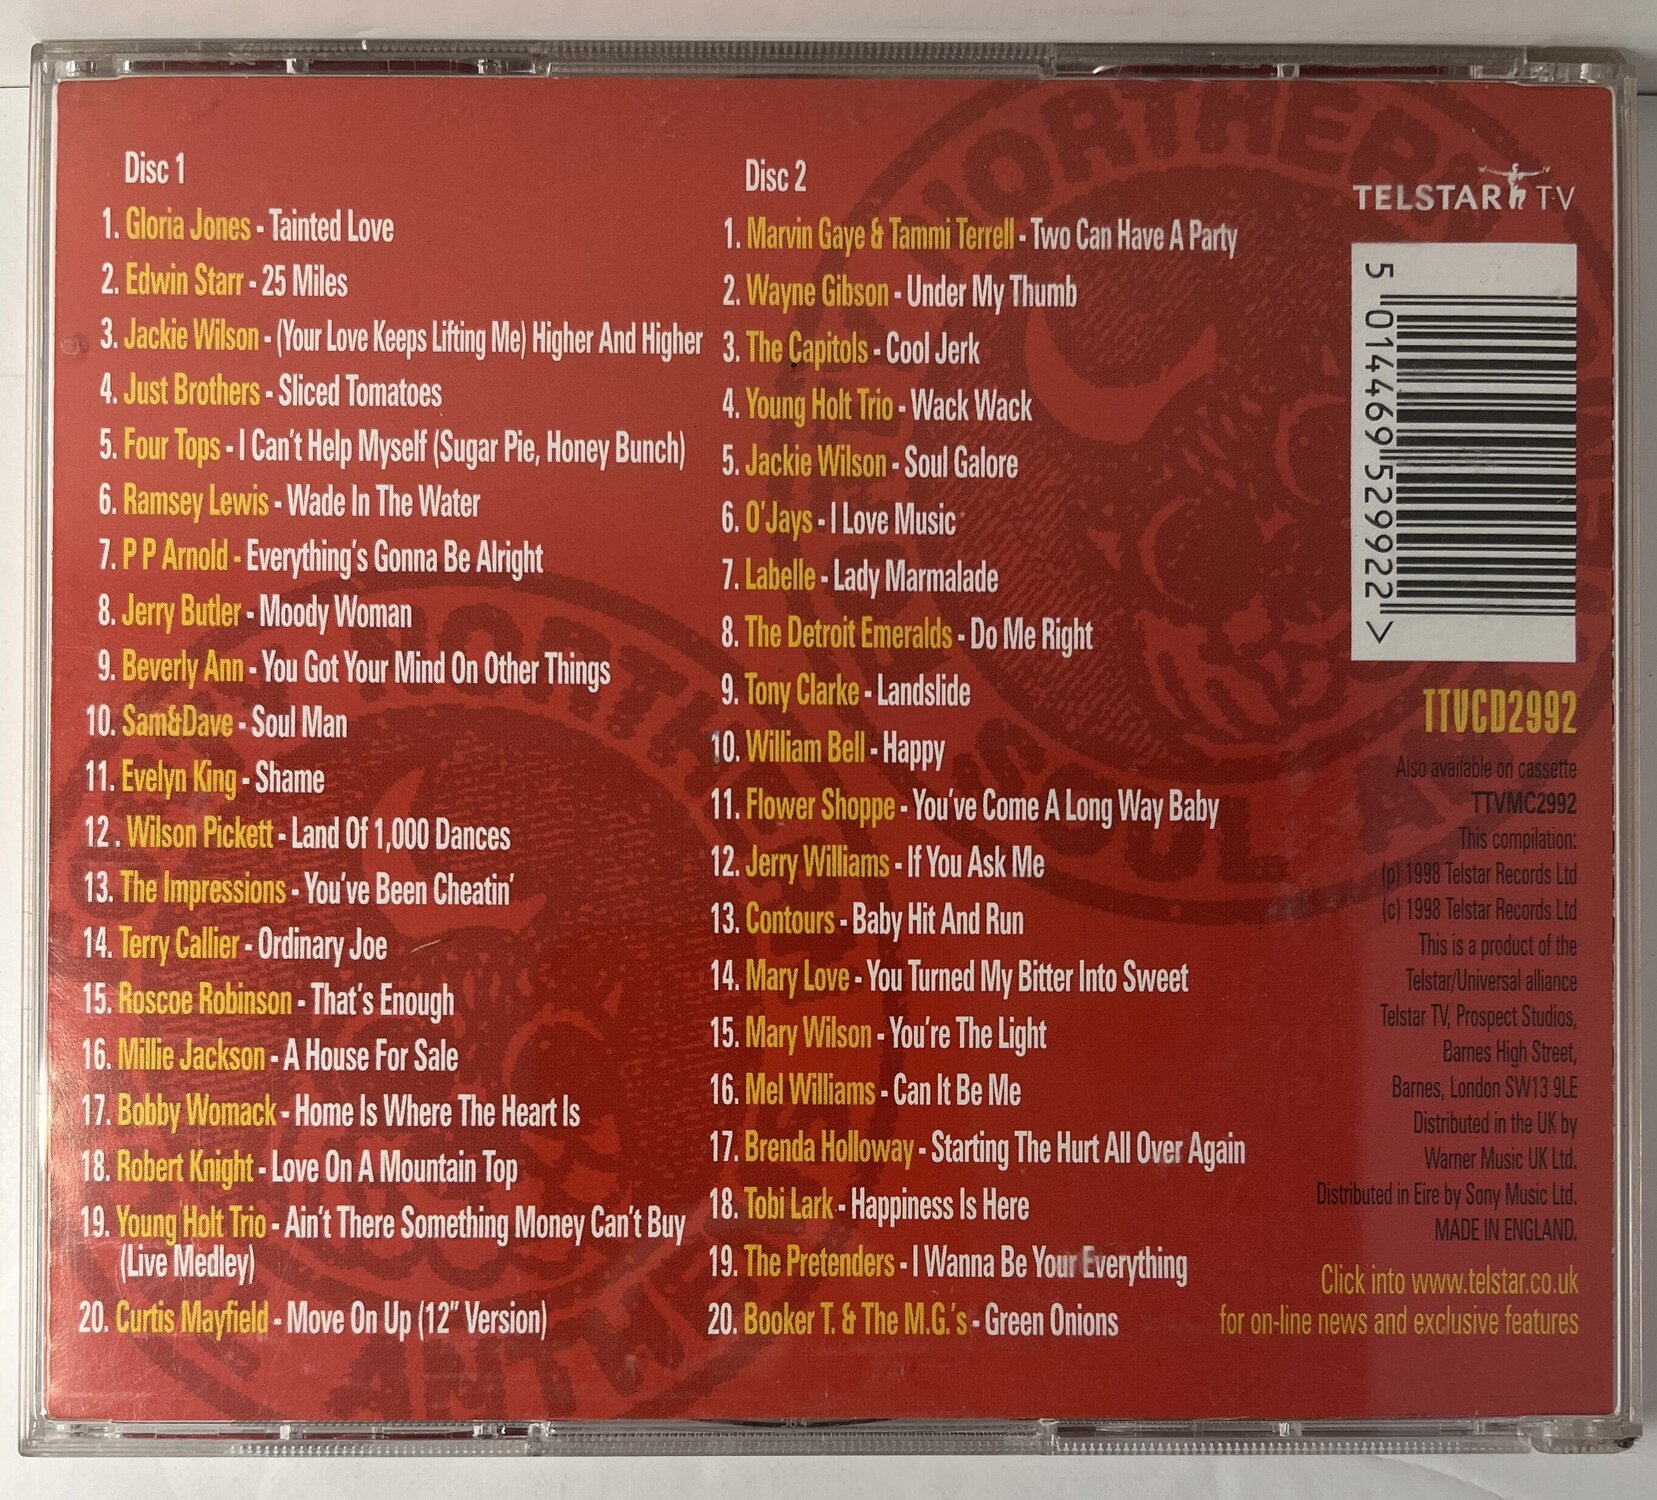 Disc 1
1. Gloria Jones - Tainted Love
2. Edwin Starr - 25 Miles
3. Jackie Wilson - (Your Love Keeps Lifting Me) Higher And Higher
4. Just Brothers - Sliced Tomatoes
5. Four Tops - I Can't Help Myself (Sugar Pie, Honey Bunch)
6. Ramsey Lewis - Wade In The Water
7. P P Arnold - Everything's Gonna Be Alright
8. Jerry Butler - Moody Woman
9. Beverly Ann - You Got Your Mind On Other Things
10. Sam&Dave - Soul Man
11. Evelyn King - Shame
12 . Wilson Pickett - Land Of 1,000 Dances
13. The Impressions - You've Been Cheatin'
14. Terry Callier - Ordinary Joe
15. Roscoe Robinson - That's Enough
16. Millie Jackson - A House For Sale
17. Bobby Womack - Home Is Where The Heart Is
18. Robert Knight - Love On A Mountain Top
19. Young Holt Trio - Ain't There Something Money Can't Buy
(Live Medley)
20. Curtis Mayfield - Move On Up (12" Version)
Disc 2
1. Marvin Gaye & Tammi Terrell - Two Can Have A Party
2. Wayne Gibson - Under My Thumb
3. The Capitols - Cool Jerk
4. Young Holt Trio - Wack Wack
5. Jackie Wilson - Soul Galore
6. O'Jays - I Love Music
7. Labelle - Lady Marmalade
8. The Detroit Emeralds - Do Me Right
9. Tony Clarke - Landslide
10. William Bell - Happy
11. Flower Shoppe - You've Come A Long Way Baby
12. Jerry Williams - If You Ask Me
13. Contours - Baby Hit And Run
14. Mary Love - You Turned My Bitter Into Sweet
15. Mary Wilson - You're The Light
16. Mel Williams - Can It Be Me
17. Brenda Holloway - Starting The Hurt All Over Again
18. Tobi Lark - Happiness Is Here
19. The Pretenders - I Wanna Be Your Everything
20. Booker T. & The M.G.'s - Green Onions
TELSTAR TV
5 014469 529922 >
TTVCD2992
Also available on cassette
TTVMC2992
This compilation:
(p) 1998 Telstar Records Ltd
(c) 1998 Telstar Records Ltd
This is a product of the
Telstar/Universal alliance
Telstar TV, Prospect Studios,
Barnes High Street,
Barnes, London SW13 9LE
Distributed in the UK by
Warner Music UK Ltd.
Distributed in Eire by Sony Music Ltd.
MADE IN ENGLAND.
Click into www.telstar.co.uk
for on-line news and exclusive features
NORTHERN
SOUL
NORTHERN